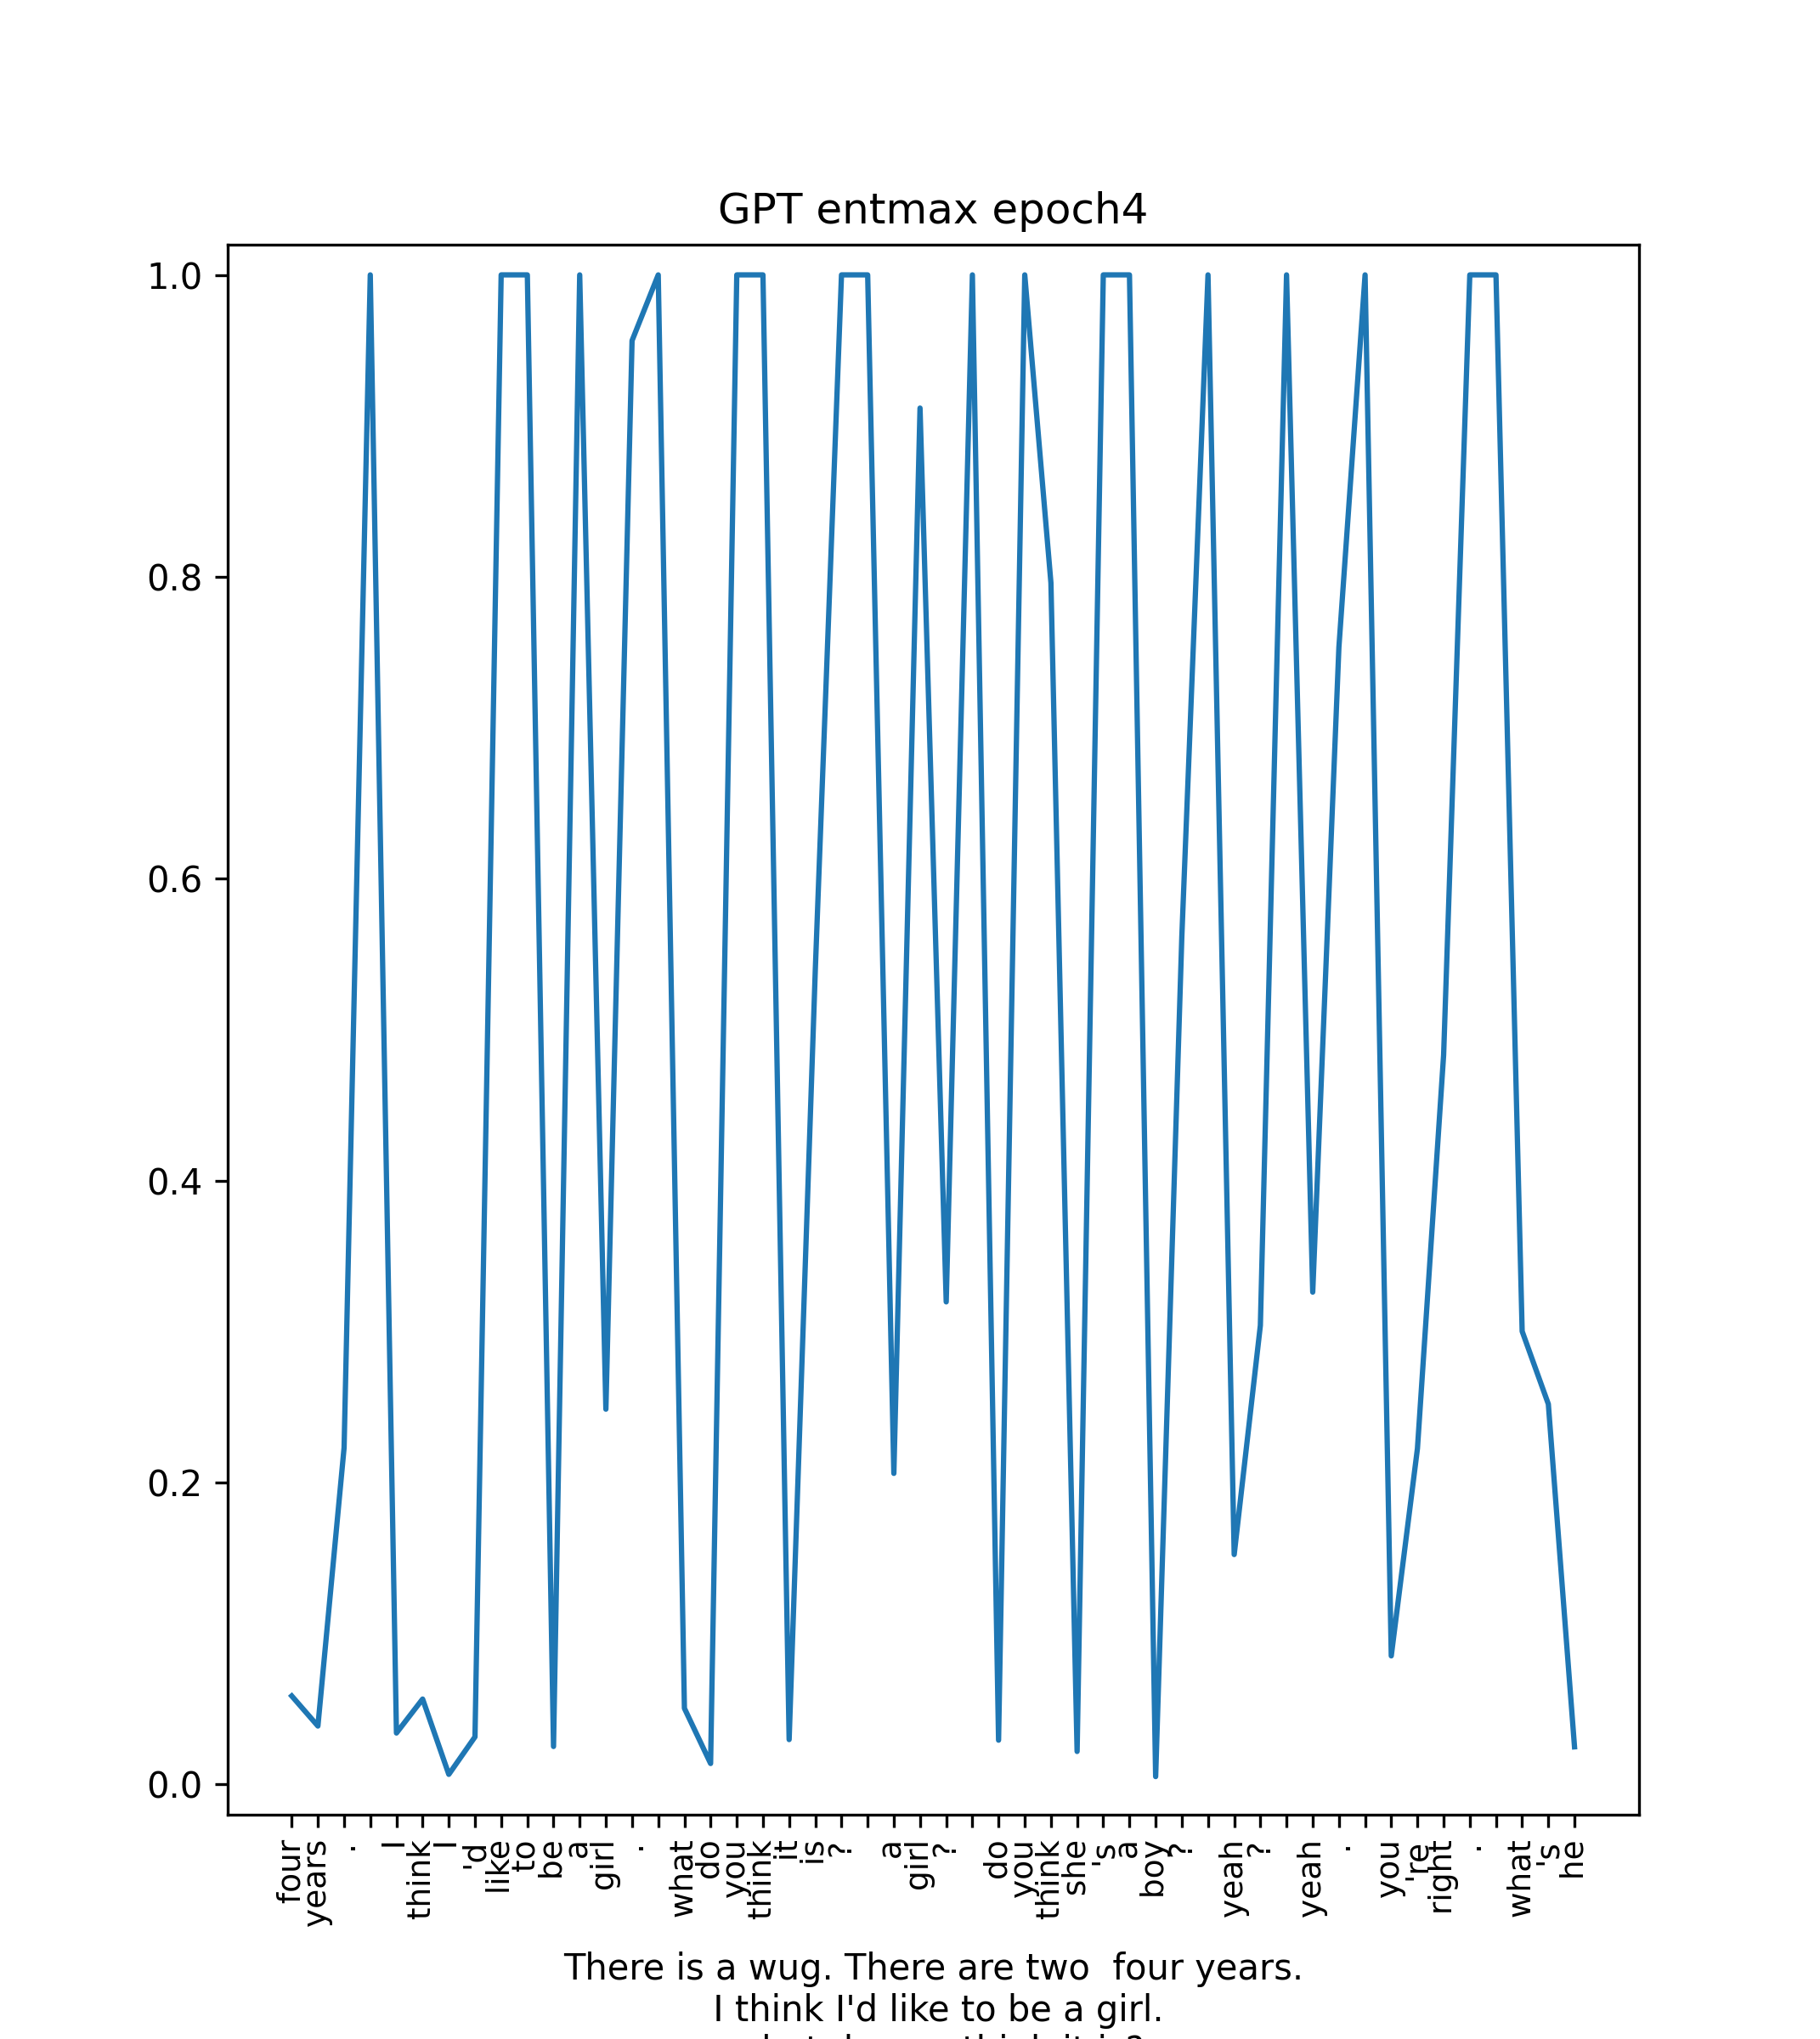 GPT entmax epoch4
1.0
0.8
0.6
0.4
0.2
0.0
four
years
.
I
think
I
'd
like
to
be
a
girl
.
what
do
you
think
it
is
?
a
girl
?
do
you
think
she
's
a
boy
?
yeah
?
yeah
.
you
're
right
.
what
's
he
There is a wug. There are two  four years.
I think I'd like to be a girl.